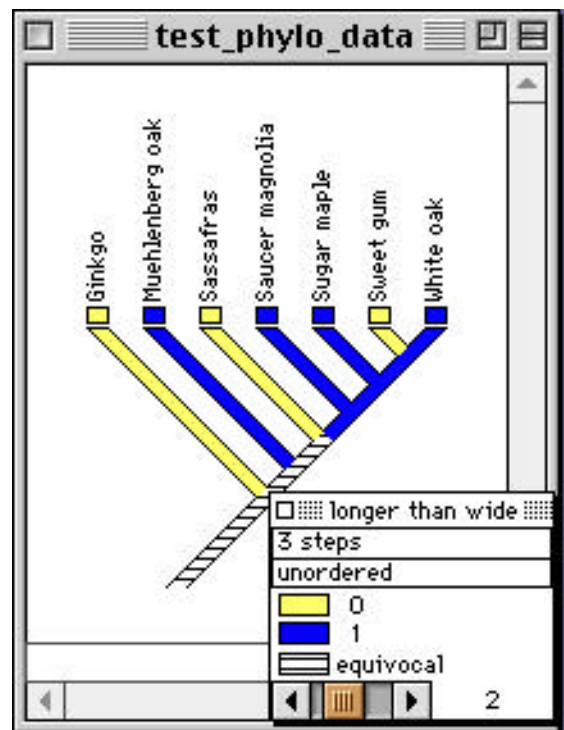 test_phylo_data
Ginkgo
Muehlenberg oak
Sassafras
Saucer magnolia
Sugar maple
Sweet gum
White oak
longer than wide
3 steps
unordered
0
1
equivocal
2